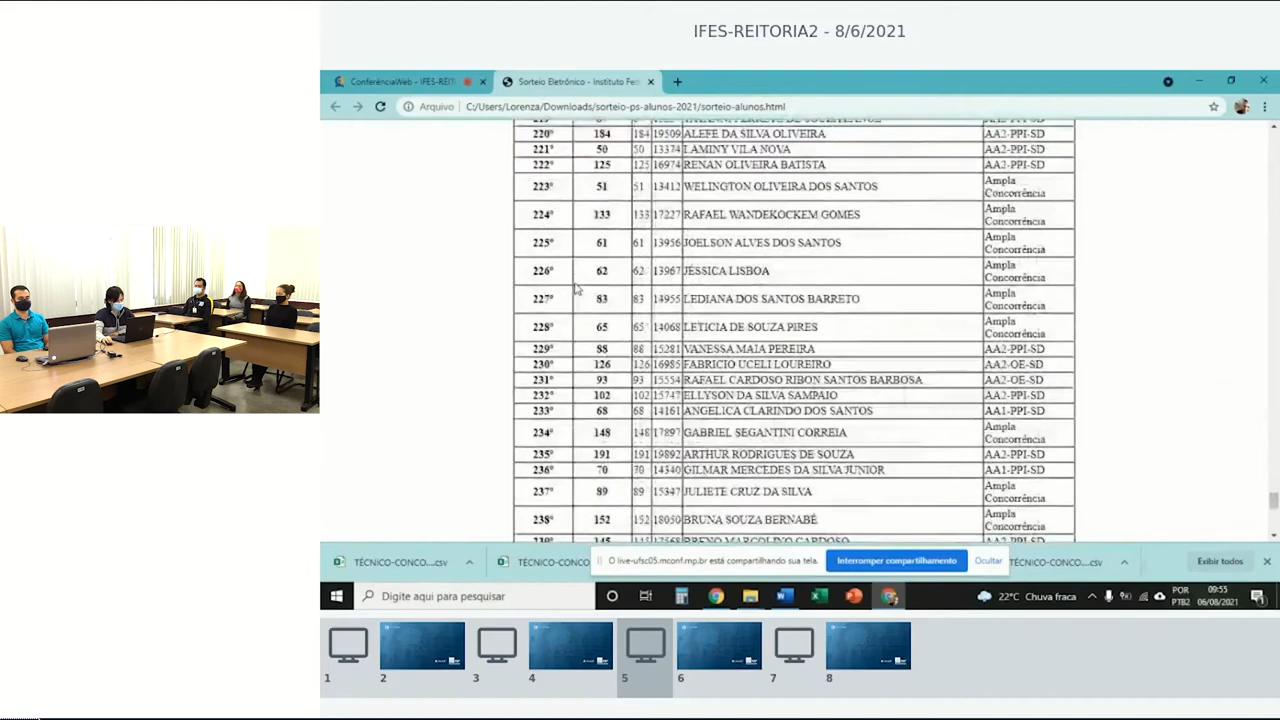 IFES-REITORIA2 - 8/6/2021
ConferênciaWeb - IFES-REIT
Sorteio Eletrônico - Instituto Fe
Arquivo C:/Users/Lorenza/Downloads/sorteio-ps-alunos-2021/sorteio-alunos.html
220º 184 184 19509 ALEFE DA SILVA OLIVEIRA AA2-PPI-SD
221º 50 50 13374 LAMINY VILA NOVA AA2-PPI-SD
222º 125 125 16974 RENAN OLIVEIRA BATISTA AA2-PPI-SD
223º 51 51 13412 WELINGTON OLIVEIRA DOS SANTOS Ampla Concorrência
224º 133 133 17227 RAFAEL WANDEKOCKEM GOMES Ampla Concorrência
225º 61 61 13956 JOELSON ALVES DOS SANTOS Ampla Concorrência
226º 62 62 13967 JÉSSICA LISBOA Ampla Concorrência
227º 83 83 14955 LEDIANA DOS SANTOS BARRETO Ampla Concorrência
228º 65 65 14068 LETICIA DE SOUZA PIRES Ampla Concorrência
229º 88 88 15281 VANESSA MAIA PEREIRA AA2-PPI-SD
230º 126 126 16985 FABRICIO UCELI LOUREIRO AA2-OE-SD
231º 93 93 15554 RAFAEL CARDOSO RIBON SANTOS BARBOSA AA2-OE-SD
232º 102 102 15747 ELLYSON DA SILVA SAMPAIO AA2-PPI-SD
233º 68 68 14161 ANGELICA CLARINDO DOS SANTOS AA1-PPI-SD
234º 148 148 17897 GABRIEL SEGANTINI CORREIA Ampla Concorrência
235º 191 191 19892 ARTHUR RODRIGUES DE SOUZA AA2-PPI-SD
236º 70 70 14340 GILMAR MERCEDES DA SILVA JUNIOR AA1-PPI-SD
237º 89 89 15347 JULIETE CRUZ DA SILVA Ampla Concorrência
238º 152 152 18050 BRUNA SOUZA BERNABÉ Ampla Concorrência
TÉCNICO-CONCO....csv
TÉCNICO-CONCO
O live-ufsc05.mconf.rnp.br está compartilhando sua tela.
Interromper compartilhamento
Ocultar
TÉCNICO-CONCO....csv
Exibir todos
Digite aqui para pesquisar
22°C Chuva fraca
POR
PTB2
09:55
06/08/2021
1
1 2 3 4 5 6 7 8